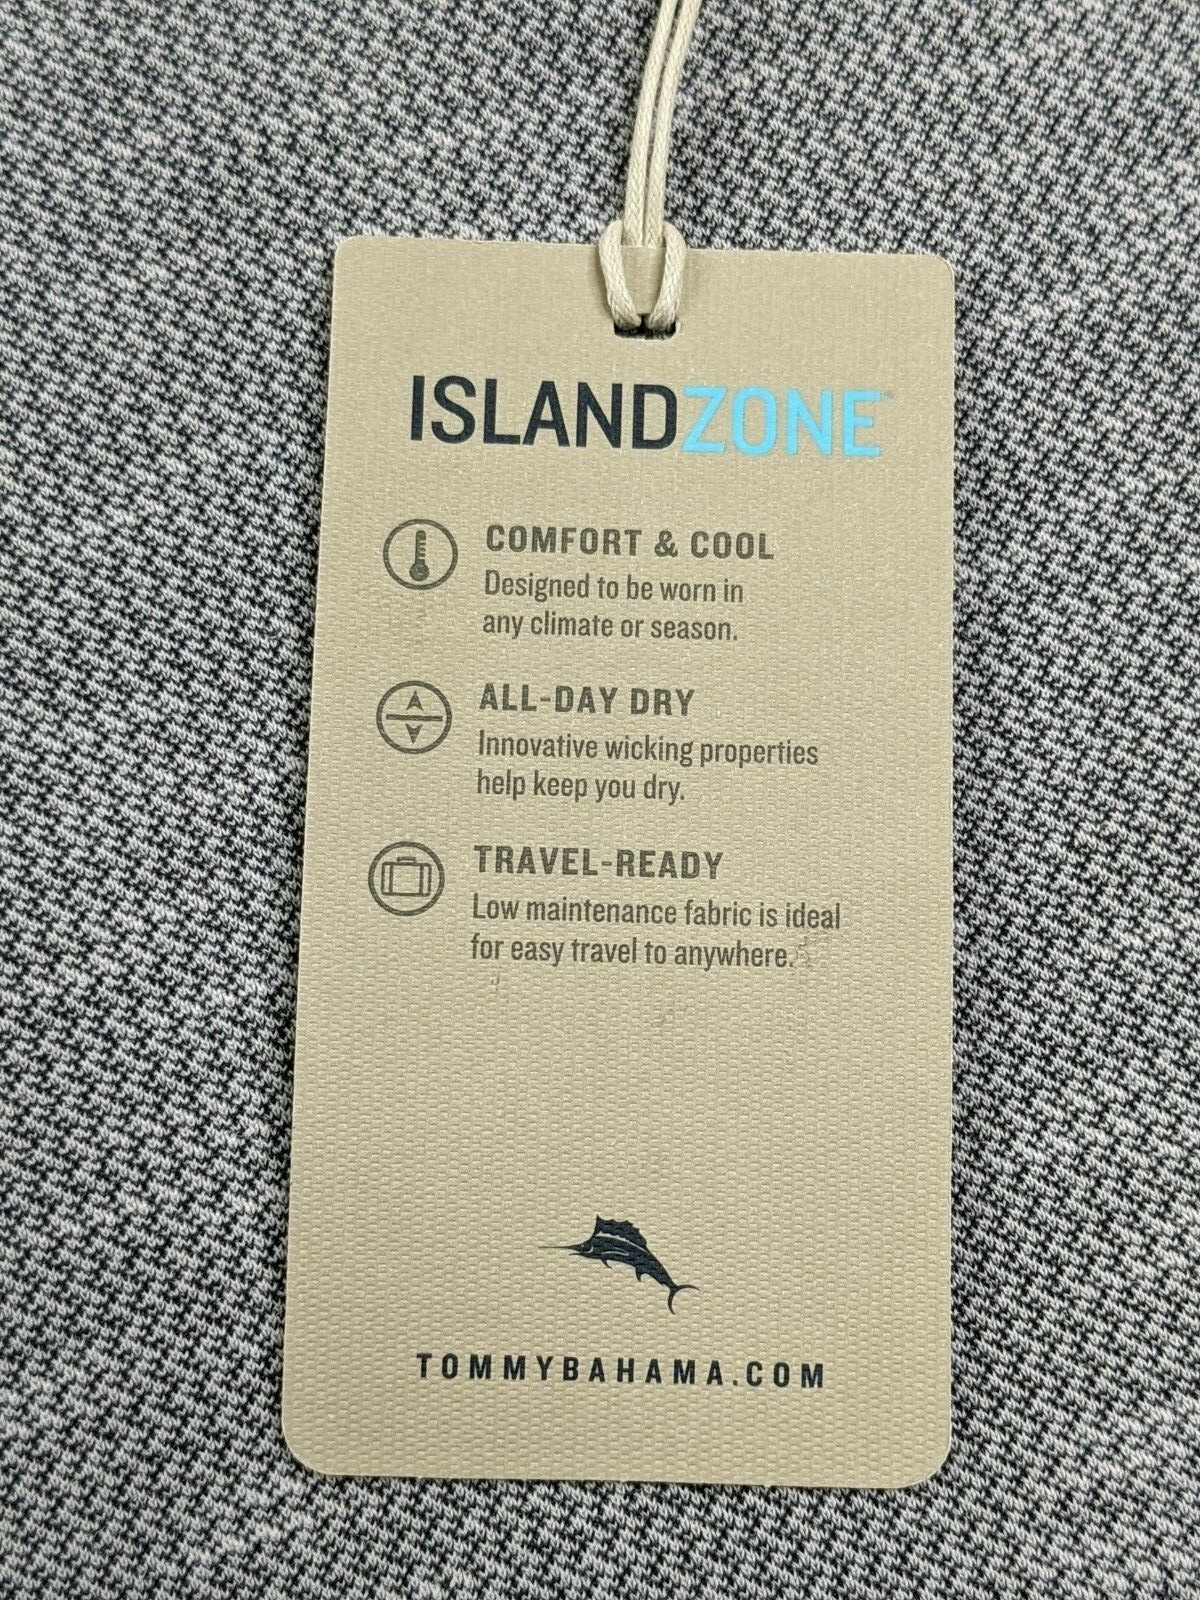 ISLANDZONE™
COMFORT & COOL
Designed to be worn in
any climate or season.
ALL-DAY DRY
Innovative wicking properties
help keep you dry.
TRAVEL-READY
Low maintenance fabric is ideal
for easy travel to anywhere.
TOMMYBAHAMA.COM